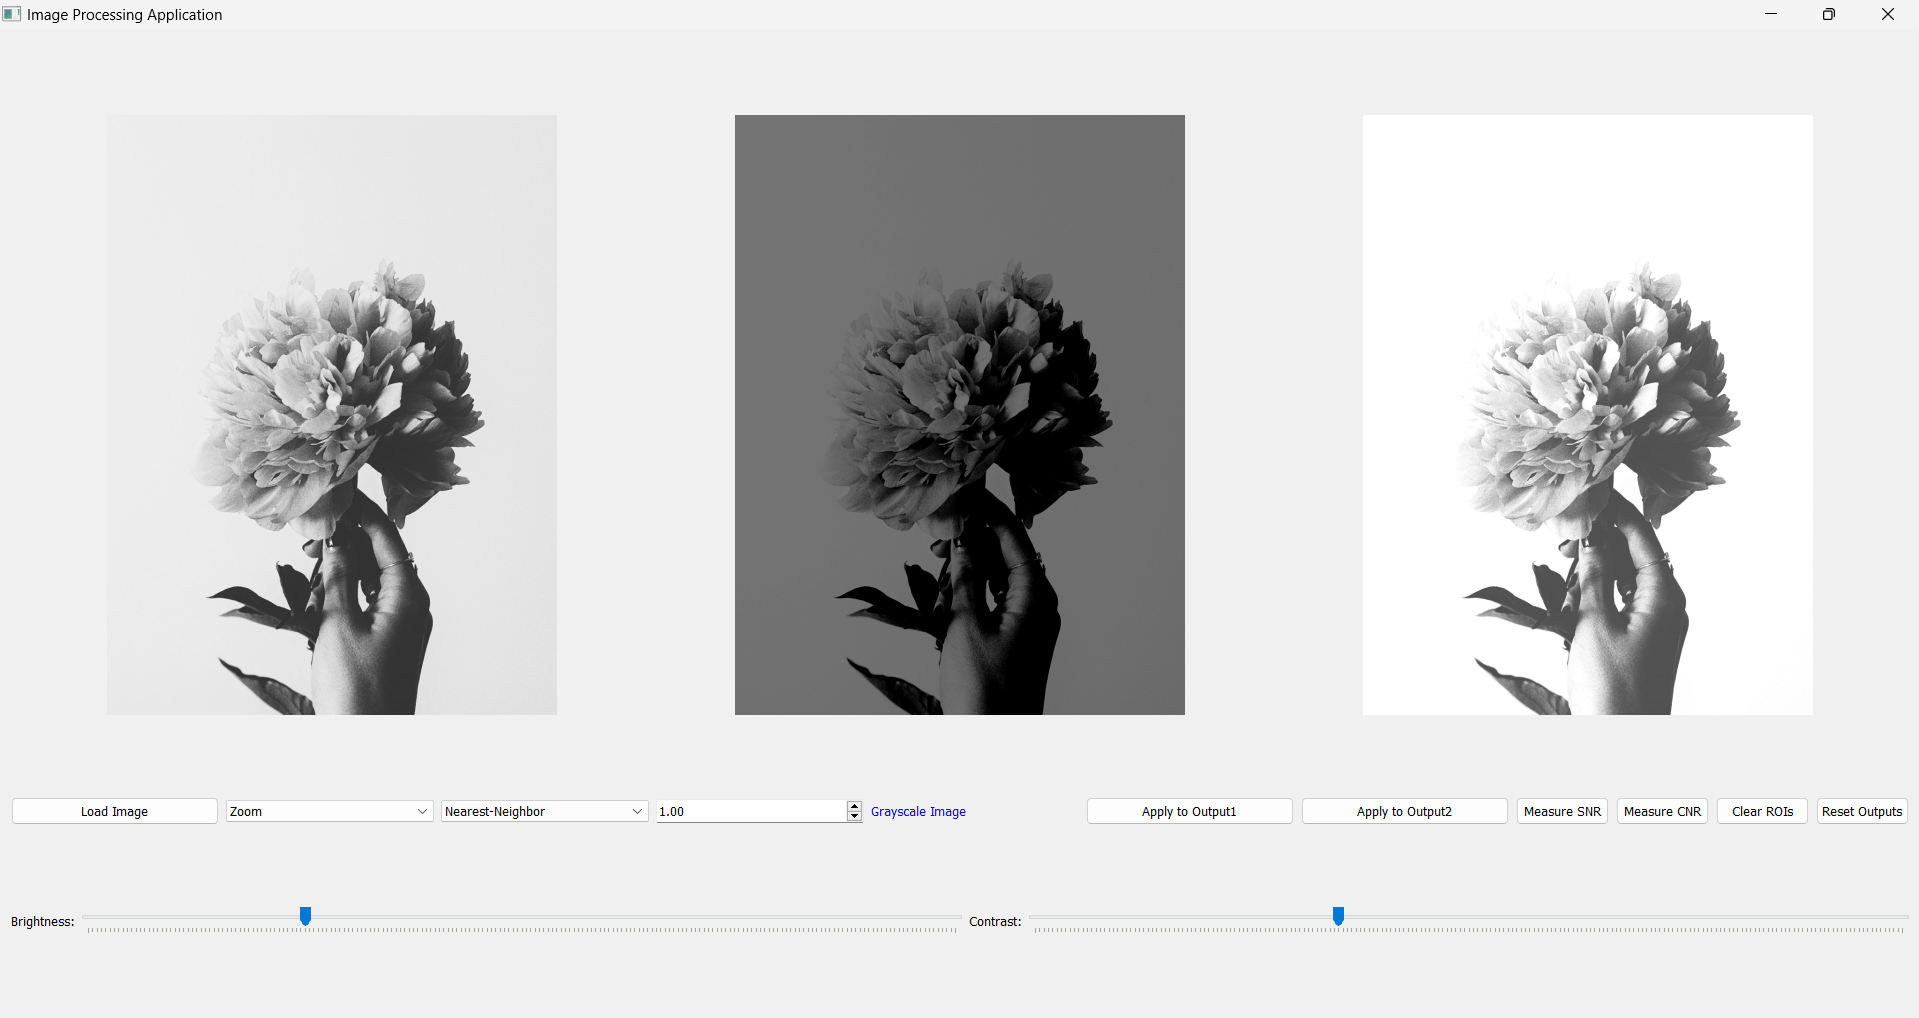 Image Processing Application
Load Image
Zoom
Nearest-Neighbor
1.00
Grayscale Image
Apply to Output1
Apply to Output2
Measure SNR
Measure CNR
Clear ROIs
Reset Outputs
Brightness:
Contrast: